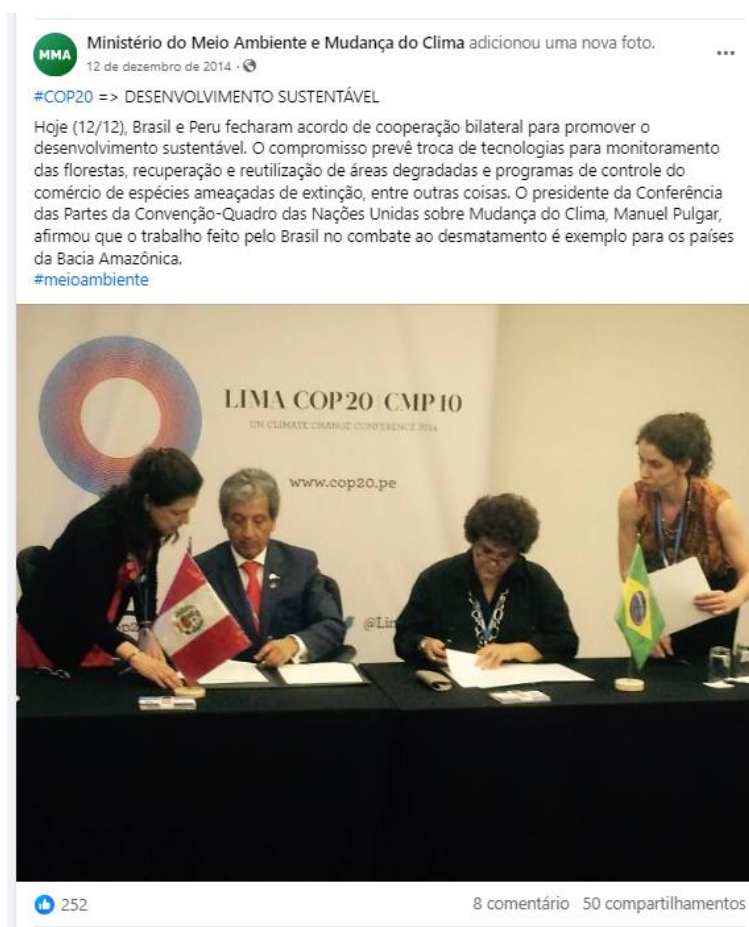 MMA
Ministério do Meio Ambiente e Mudança do Clima adicionou uma nova foto.
12 de dezembro de 2014
#COP20 => DESENVOLVIMENTO SUSTENTÁVEL
Hoje (12/12), Brasil e Peru fecharam acordo de cooperação bilateral para promover o
desenvolvimento sustentável. O compromisso prevê troca de tecnologias para monitoramento
das florestas, recuperação e reutilização de áreas degradadas e programas de controle do
comércio de espécies ameaçadas de extinção, entre outras coisas. O presidente da Conferência
das Partes da Convenção-Quadro das Nações Unidas sobre Mudança do Clima, Manuel Pulgar,
afirmou que o trabalho feito pelo Brasil no combate ao desmatamento é exemplo para os países
da Bacia Amazônica.
#meioambiente
LIMA COP20 | CMP10
UN CLIMATE CHANGE CONFERENCE 2014
www.cop20.pe
@Lim
252
8 comentário 50 compartilhamentos